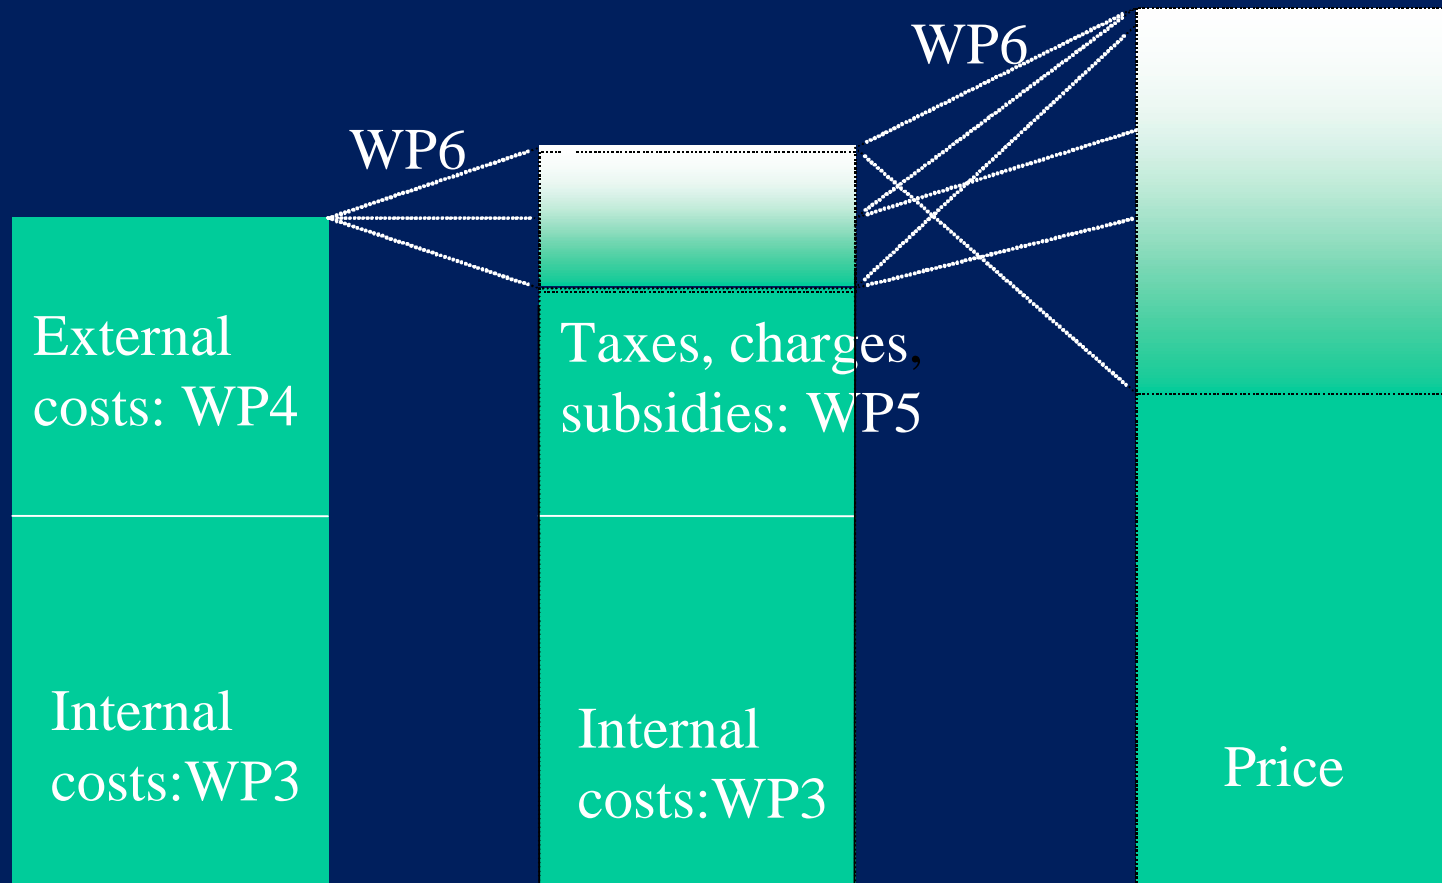 WP6
WP6
External
costs: WP4
Taxes, charges,
subsidies: WP5
Internal
costs:WP3
Internal
costs:WP3
Price